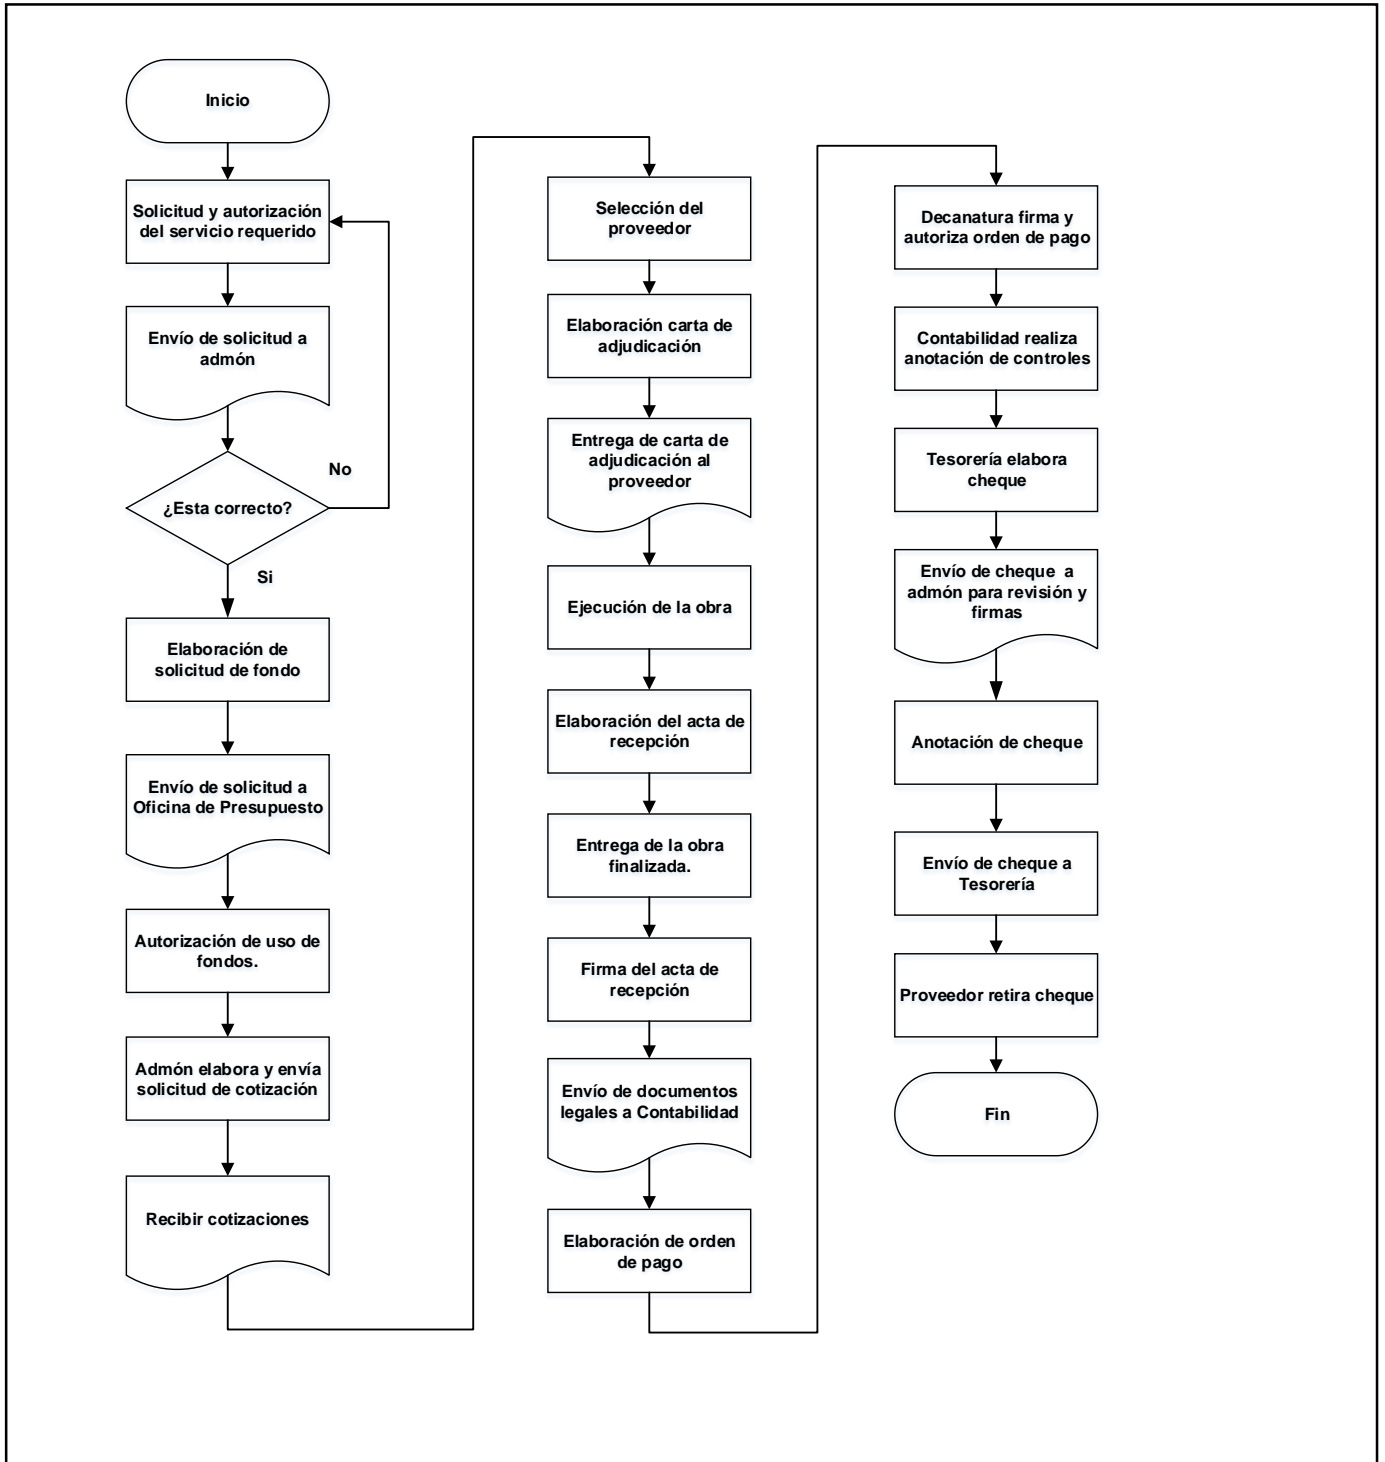 Inicio
Solicitud y autorización
del servicio requerido
Envío de solicitud a
admón
¿Esta correcto?
No
Si
Elaboración de
solicitud de fondo
Envío de solicitud a
Oficina de Presupuesto
Autorización de uso de
fondos.
Admón elabora y envía
solicitud de cotización
Recibir cotizaciones
Selección del
proveedor
Elaboración carta de
adjudicación
Entrega de carta de
adjudicación al
proveedor
Ejecución de la obra
Elaboración del acta de
recepción
Entrega de la obra
finalizada.
Firma del acta de
recepción
Envío de documentos
legales a Contabilidad
Elaboración de orden
de pago
Decanatura firma y
autoriza orden de pago
Contabilidad realiza
anotación de controles
Tesorería elabora
cheque
Envío de cheque  a
admón para revisión y
firmas
Anotación de cheque
Envío de cheque a
Tesorería
Proveedor retira cheque
Fin